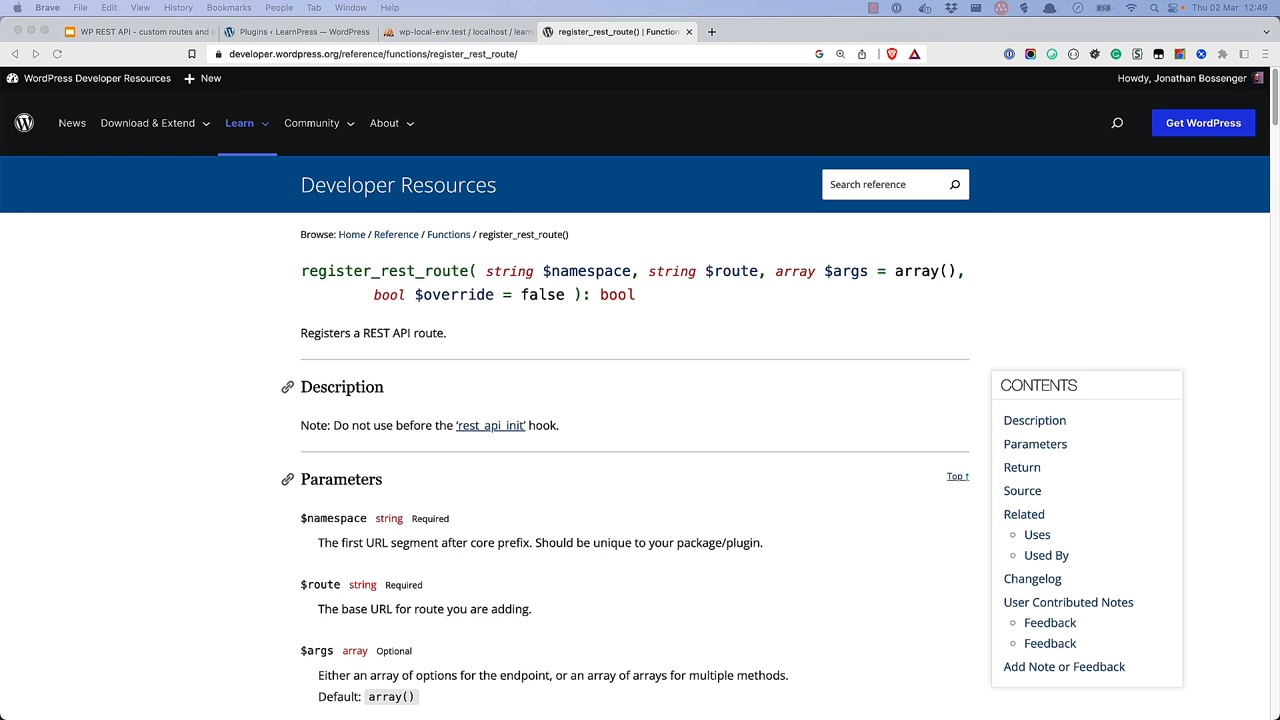 Brave File Edit View History Bookmarks People Tab Window Help Thu 02 Mar 12:49
WP REST API - custom routes and e Plugins ‹ LearnPress — WordPress wp-local-env.test / localhost / learn register_rest_route() | Function
developer.wordpress.org/reference/functions/register_rest_route/
WordPress Developer Resources New Howdy, Jonathan Bossenger
News Download & Extend Learn Community About Get WordPress
Developer Resources Search reference
Browse: Home / Reference / Functions / register_rest_route()
register_rest_route( string $namespace, string $route, array $args = array(),
bool $override = false ): bool
Registers a REST API route.
Description
Note: Do not use before the ‘rest_api_init’ hook.
Parameters
Top ↑
$namespace string Required
The first URL segment after core prefix. Should be unique to your package/plugin.
$route string Required
The base URL for route you are adding.
$args array Optional
Either an array of options for the endpoint, or an array of arrays for multiple methods.
Default: array()
CONTENTS
Description
Parameters
Return
Source
Related
Uses
Used By
Changelog
User Contributed Notes
Feedback
Feedback
Add Note or Feedback